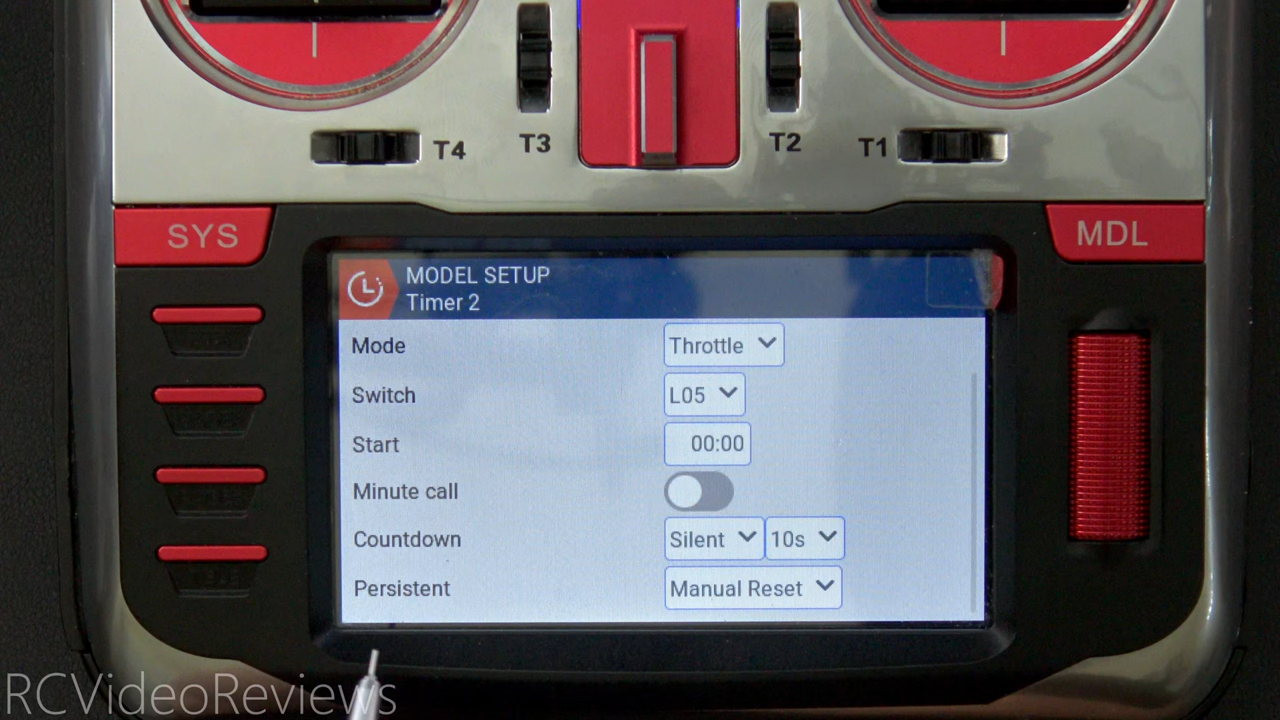 T4
T3
T2
T1
SYS
MDL
MODEL SETUP
Timer 2
Mode Throttle
Switch L05
Start 00:00
Minute call
Countdown Silent 10s
Persistent Manual Reset
RCVideoReviews